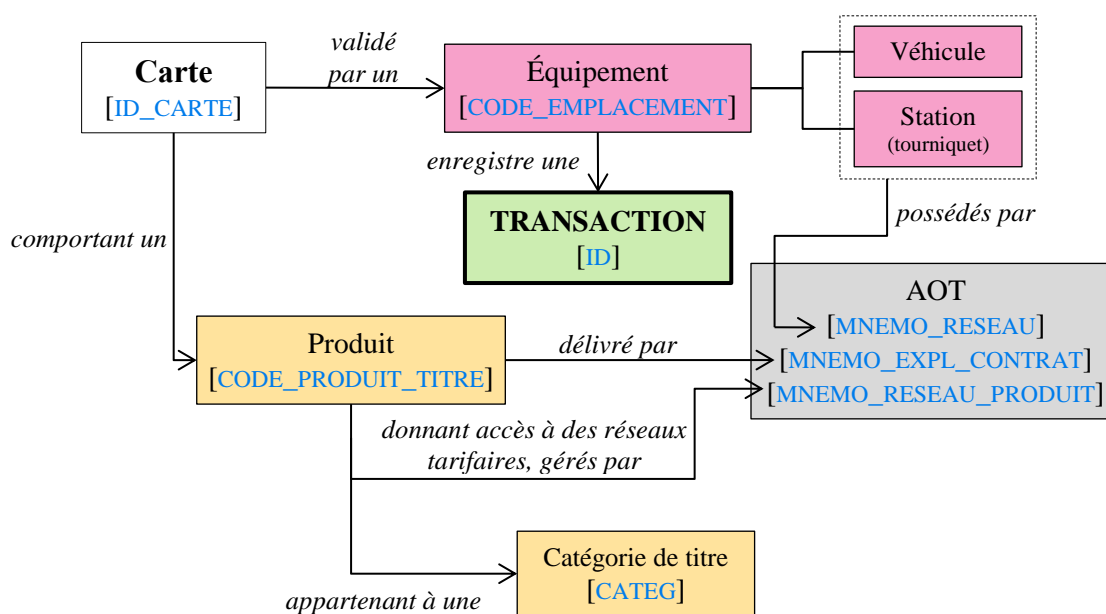 validé
par un
Carte
[ID_CARTE]
Équipement
[CODE_EMPLACEMENT]
Véhicule
Station
(tourniquet)
enregistre une
TRANSACTION
[ID]
possédés par
comportant un
AOT
[MNEMO_RESEAU]
[MNEMO_EXPL_CONTRAT]
[MNEMO_RESEAU_PRODUIT]
Produit
[CODE_PRODUIT_TITRE]
délivré par
donnant accès à des réseaux
tarifaires, gérés par
Catégorie de titre
[CATEG]
appartenant à une